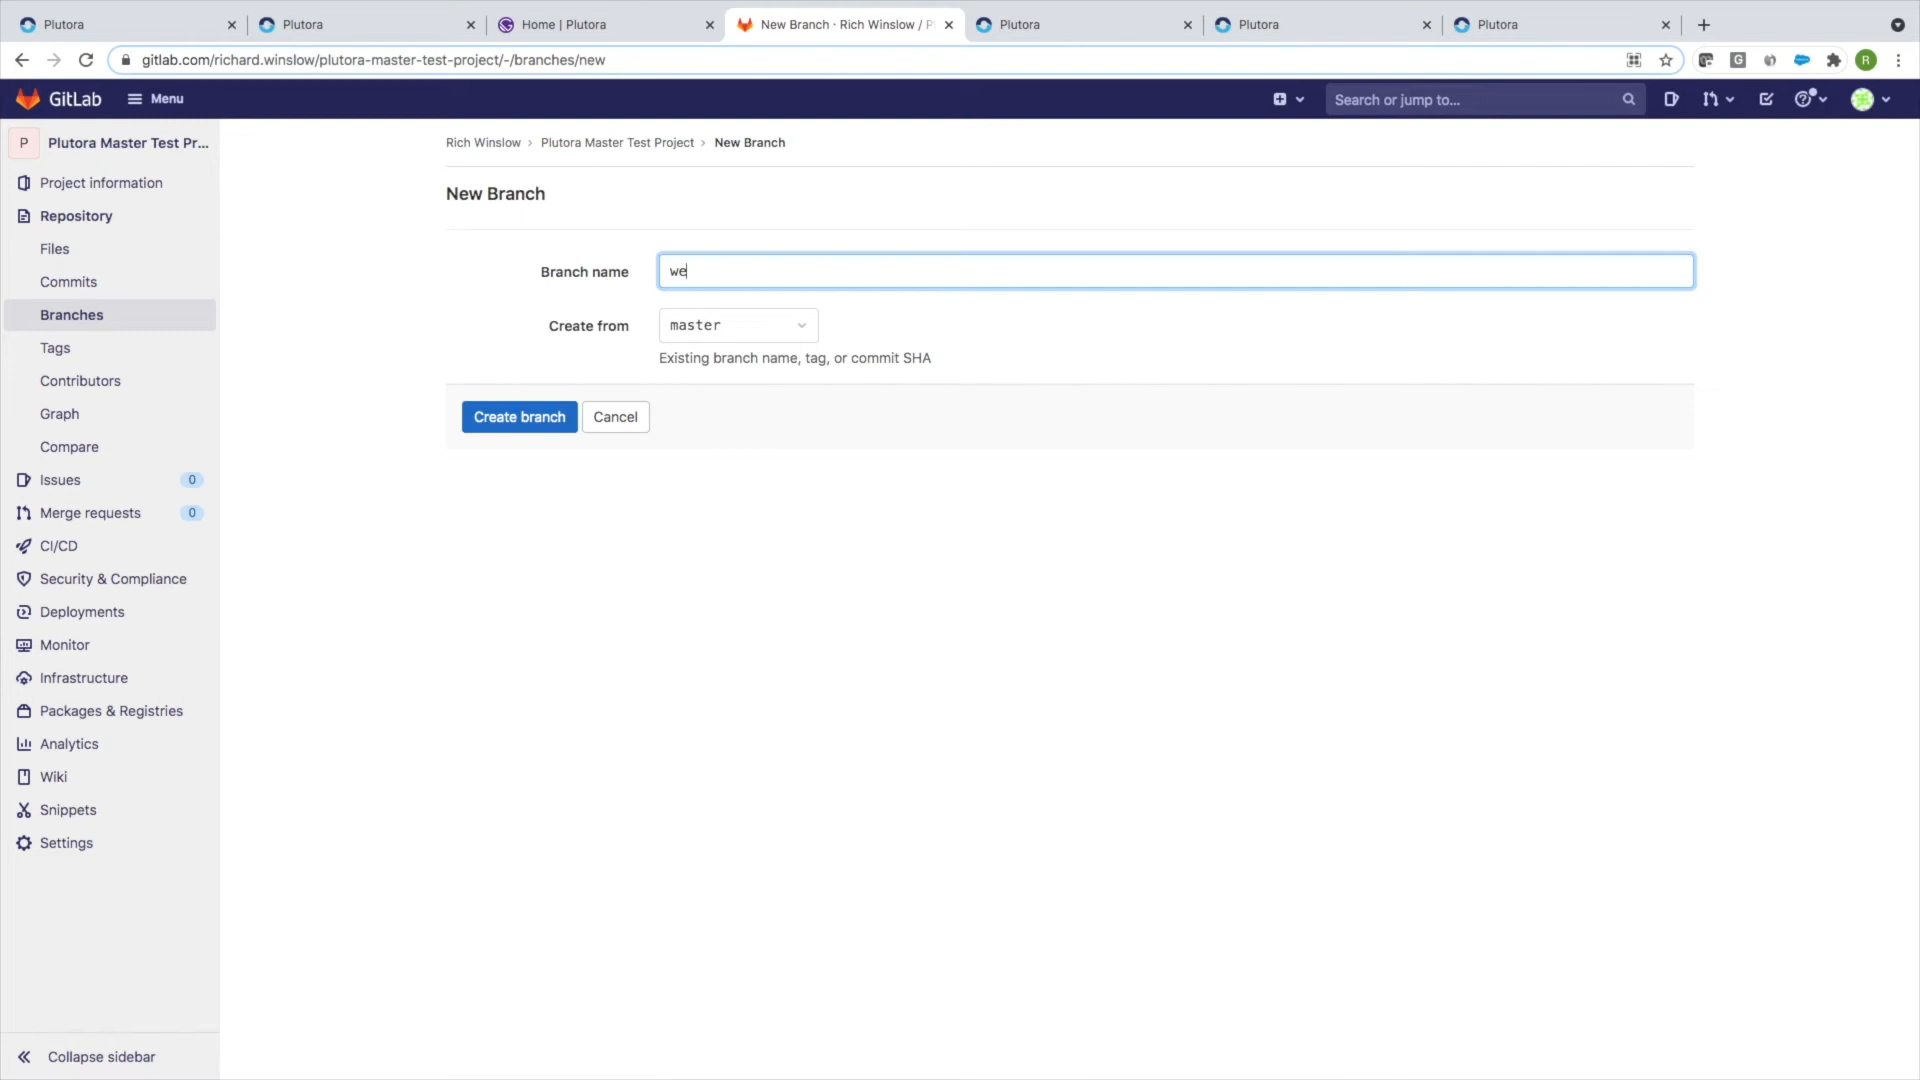 Plutora
Plutora
Home | Plutora
New Branch · Rich Winslow / P
Plutora
Plutora
Plutora
gitlab.com/richard.winslow/plutora-master-test-project/-/branches/new
G
R
GitLab
Menu
Search or jump to...
P
Plutora Master Test Pr...
Project information
Repository
Files
Commits
Branches
Tags
Contributors
Graph
Compare
Issues 0
Merge requests 0
CI/CD
Security & Compliance
Deployments
Monitor
Infrastructure
Packages & Registries
Analytics
Wiki
Snippets
Settings
Collapse sidebar
Rich Winslow › Plutora Master Test Project › New Branch
New Branch
Branch name
we
Create from
master
Existing branch name, tag, or commit SHA
Create branch
Cancel